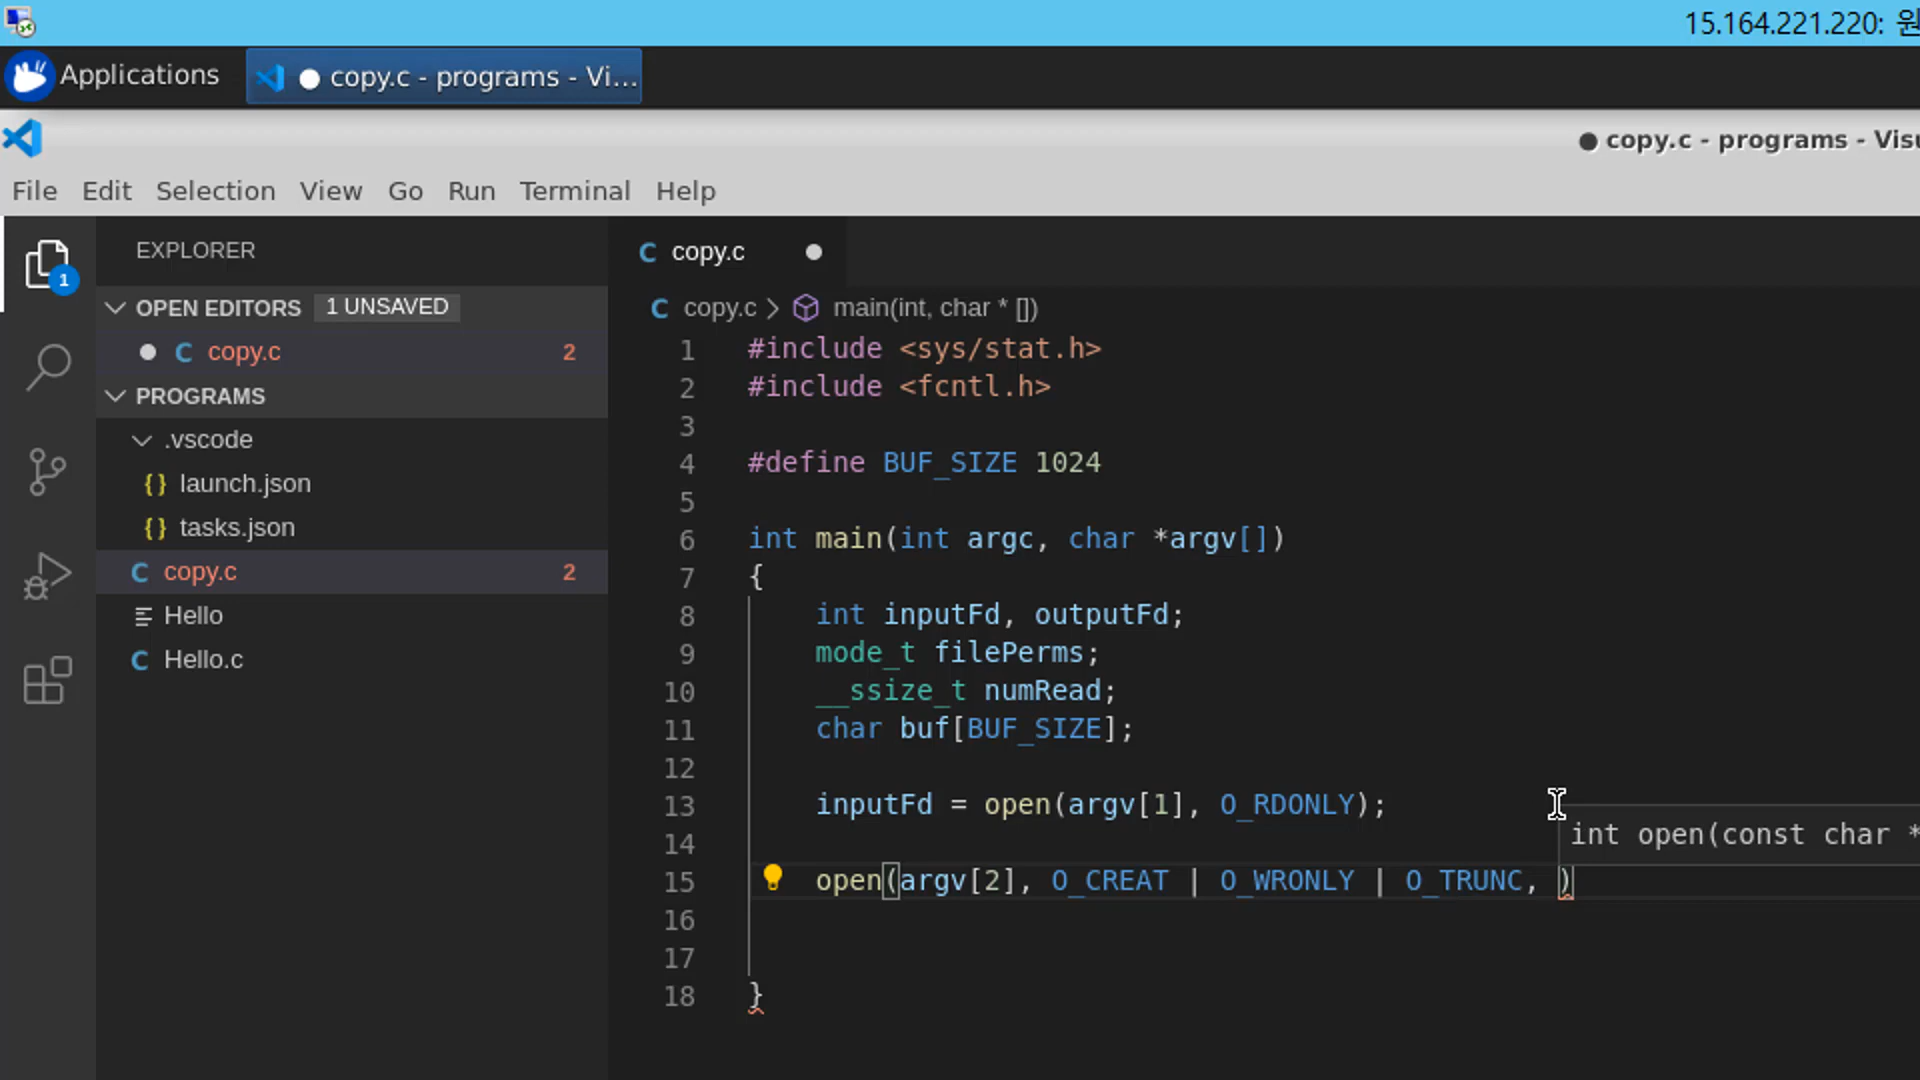 15.164.221.220: 원
Applications
copy.c - programs - Vi...
copy.c - programs - Visu
File Edit Selection View Go Run Terminal Help
EXPLORER
OPEN EDITORS 1 UNSAVED
C copy.c 2
PROGRAMS
.vscode
{} launch.json
{} tasks.json
C copy.c 2
Hello
C Hello.c
1
C copy.c
C copy.c > main(int, char * [])
1 #include <sys/stat.h>
2 #include <fcntl.h>
3
4 #define BUF_SIZE 1024
5
6 int main(int argc, char *argv[])
7 {
8 int inputFd, outputFd;
9 mode_t filePerms;
10 __ssize_t numRead;
11 char buf[BUF_SIZE];
12
13 inputFd = open(argv[1], O_RDONLY);
14
int open(const char *
15 open(argv[2], O_CREAT | O_WRONLY | O_TRUNC, )
16
17
18 }